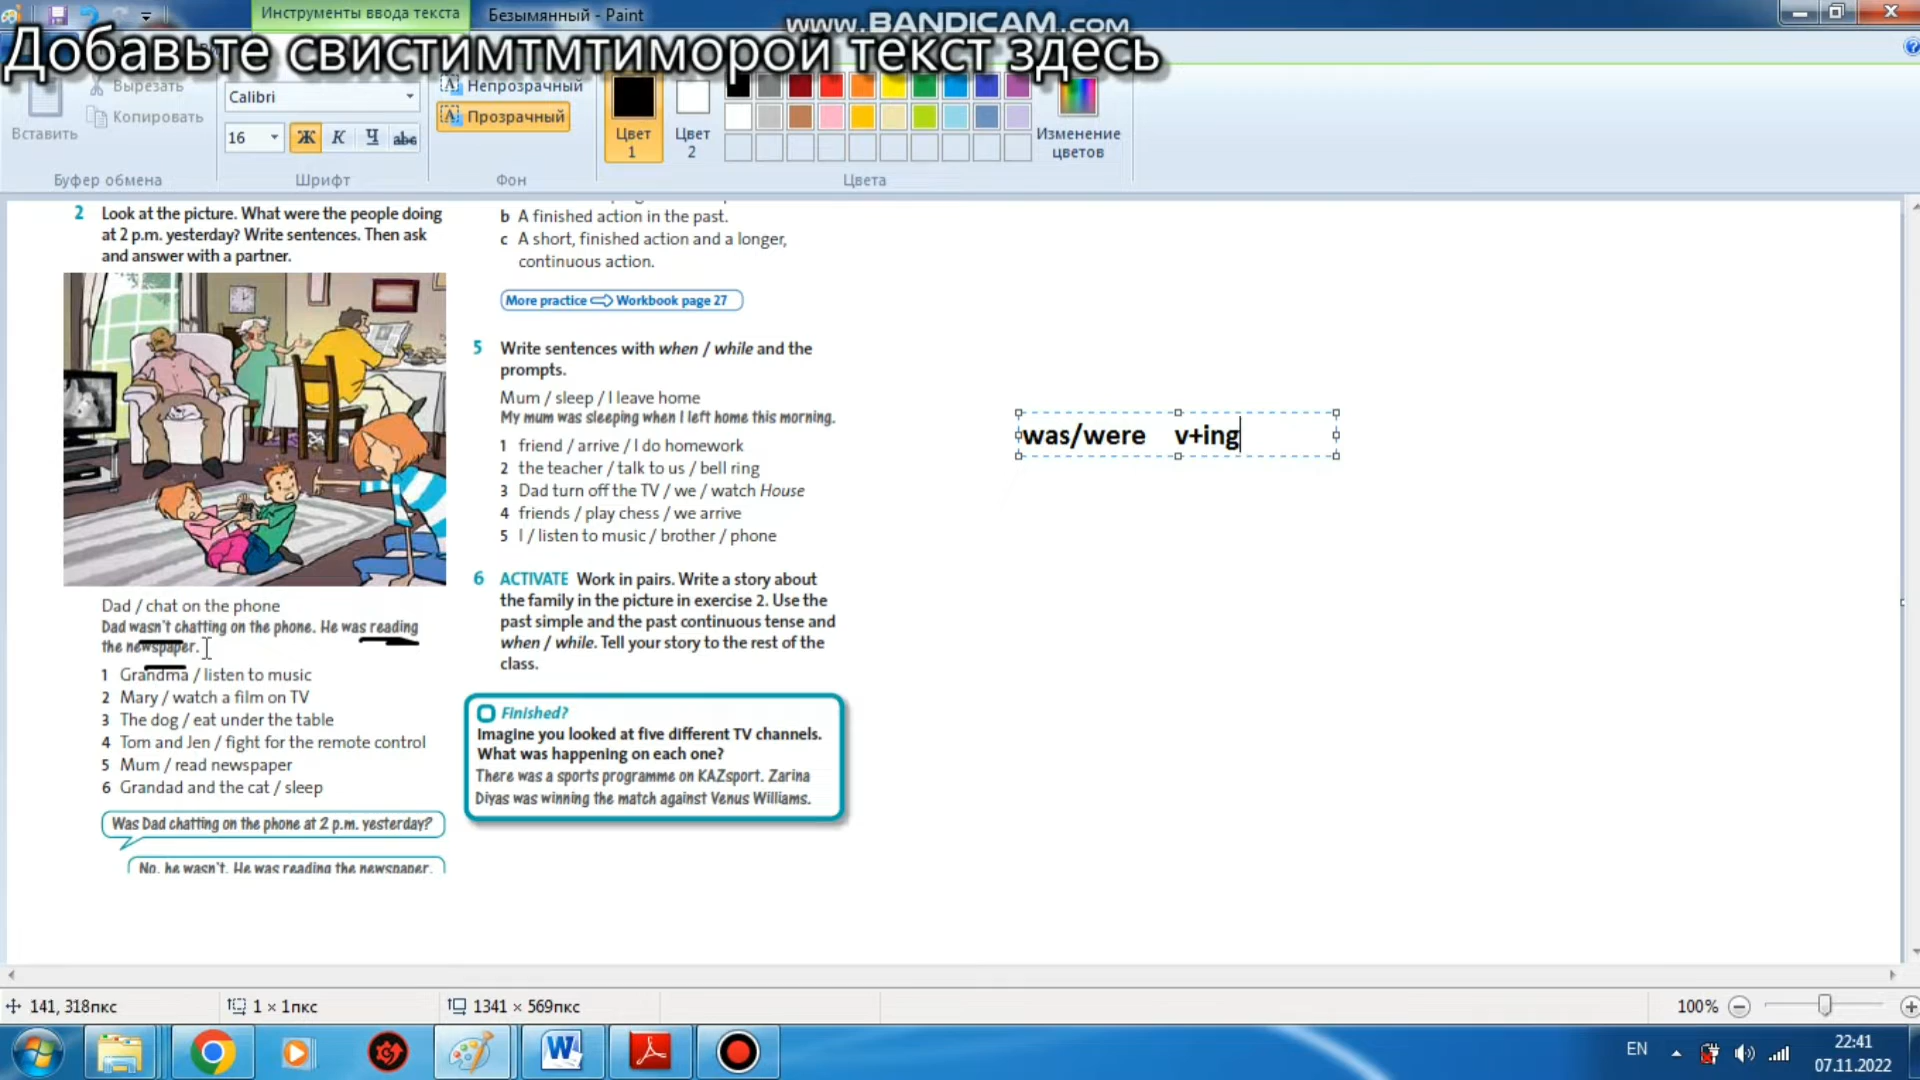 Инструменты ввода текста
Безымянный - Paint
www.BANDICAM.com
Добавьте свистимтмтиморой текст здесь
Вставить
Вырезать
Копировать
Буфер обмена
Calibri
16
Ж К Ч abc
Шрифт
Непрозрачный
Прозрачный
Фон
Цвет 1
Цвет 2
Изменение цветов
Цвета
2 Look at the picture. What were the people doing
at 2 p.m. yesterday? Write sentences. Then ask
and answer with a partner.
Dad / chat on the phone
Dad wasn't chatting on the phone. He was reading
the newspaper.
1 Grandma / listen to music
2 Mary / watch a film on TV
3 The dog / eat under the table
4 Tom and Jen / fight for the remote control
5 Mum / read newspaper
6 Grandad and the cat / sleep
Was Dad chatting on the phone at 2 p.m. yesterday?
No, he wasn't. He was reading the newspaper.
b A finished action in the past.
c A short, finished action and a longer,
continuous action.
More practice ⇨ Workbook page 27
5 Write sentences with when / while and the
prompts.
Mum / sleep / I leave home
My mum was sleeping when I left home this morning.
1 friend / arrive / I do homework
2 the teacher / talk to us / bell ring
3 Dad turn off the TV / we / watch House
4 friends / play chess / we arrive
5 I / listen to music / brother / phone
6 ACTIVATE Work in pairs. Write a story about
the family in the picture in exercise 2. Use the
past simple and the past continuous tense and
when / while. Tell your story to the rest of the
class.
Finished?
Imagine you looked at five different TV channels.
What was happening on each one?
There was a sports programme on KAZsport. Zarina
Diyas was winning the match against Venus Williams.
was/were v+ing
141, 318пкс
1 × 1пкс
1341 × 569пкс
100%
EN
22:41
07.11.2022